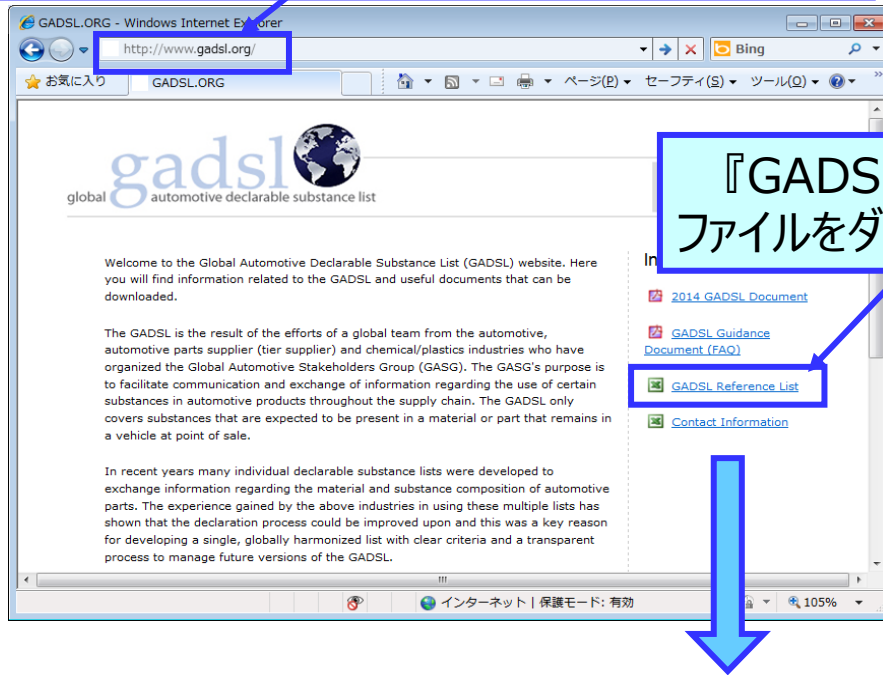 GADSL.ORG - Windows Internet Explorer
http://www.gadsl.org/
Bing
お気に入り
GADSL.ORG
ページ(P)
セーフティ(S)
ツール(O)
gadsl
global automotive declarable substance list
『GADS
ファイルをダ
Welcome to the Global Automotive Declarable Substance List (GADSL) website. Here
you will find information related to the GADSL and useful documents that can be
downloaded.
The GADSL is the result of the efforts of a global team from the automotive,
automotive parts supplier (tier supplier) and chemical/plastics industries who have
organized the Global Automotive Stakeholders Group (GASG). The GASG's purpose is
to facilitate communication and exchange of information regarding the use of certain
substances in automotive products throughout the supply chain. The GADSL only
covers substances that are expected to be present in a material or part that remains in
a vehicle at point of sale.
In recent years many individual declarable substance lists were developed to
exchange information regarding the material and substance composition of automotive
parts. The experience gained by the above industries in using these multiple lists has
shown that the declaration process could be improved upon and this was a key reason
for developing a single, globally harmonized list with clear criteria and a transparent
process to manage future versions of the GADSL.
2014 GADSL Document
GADSL Guidance
Document (FAQ)
GADSL Reference List
Contact Information
インターネット | 保護モード: 有効
105%